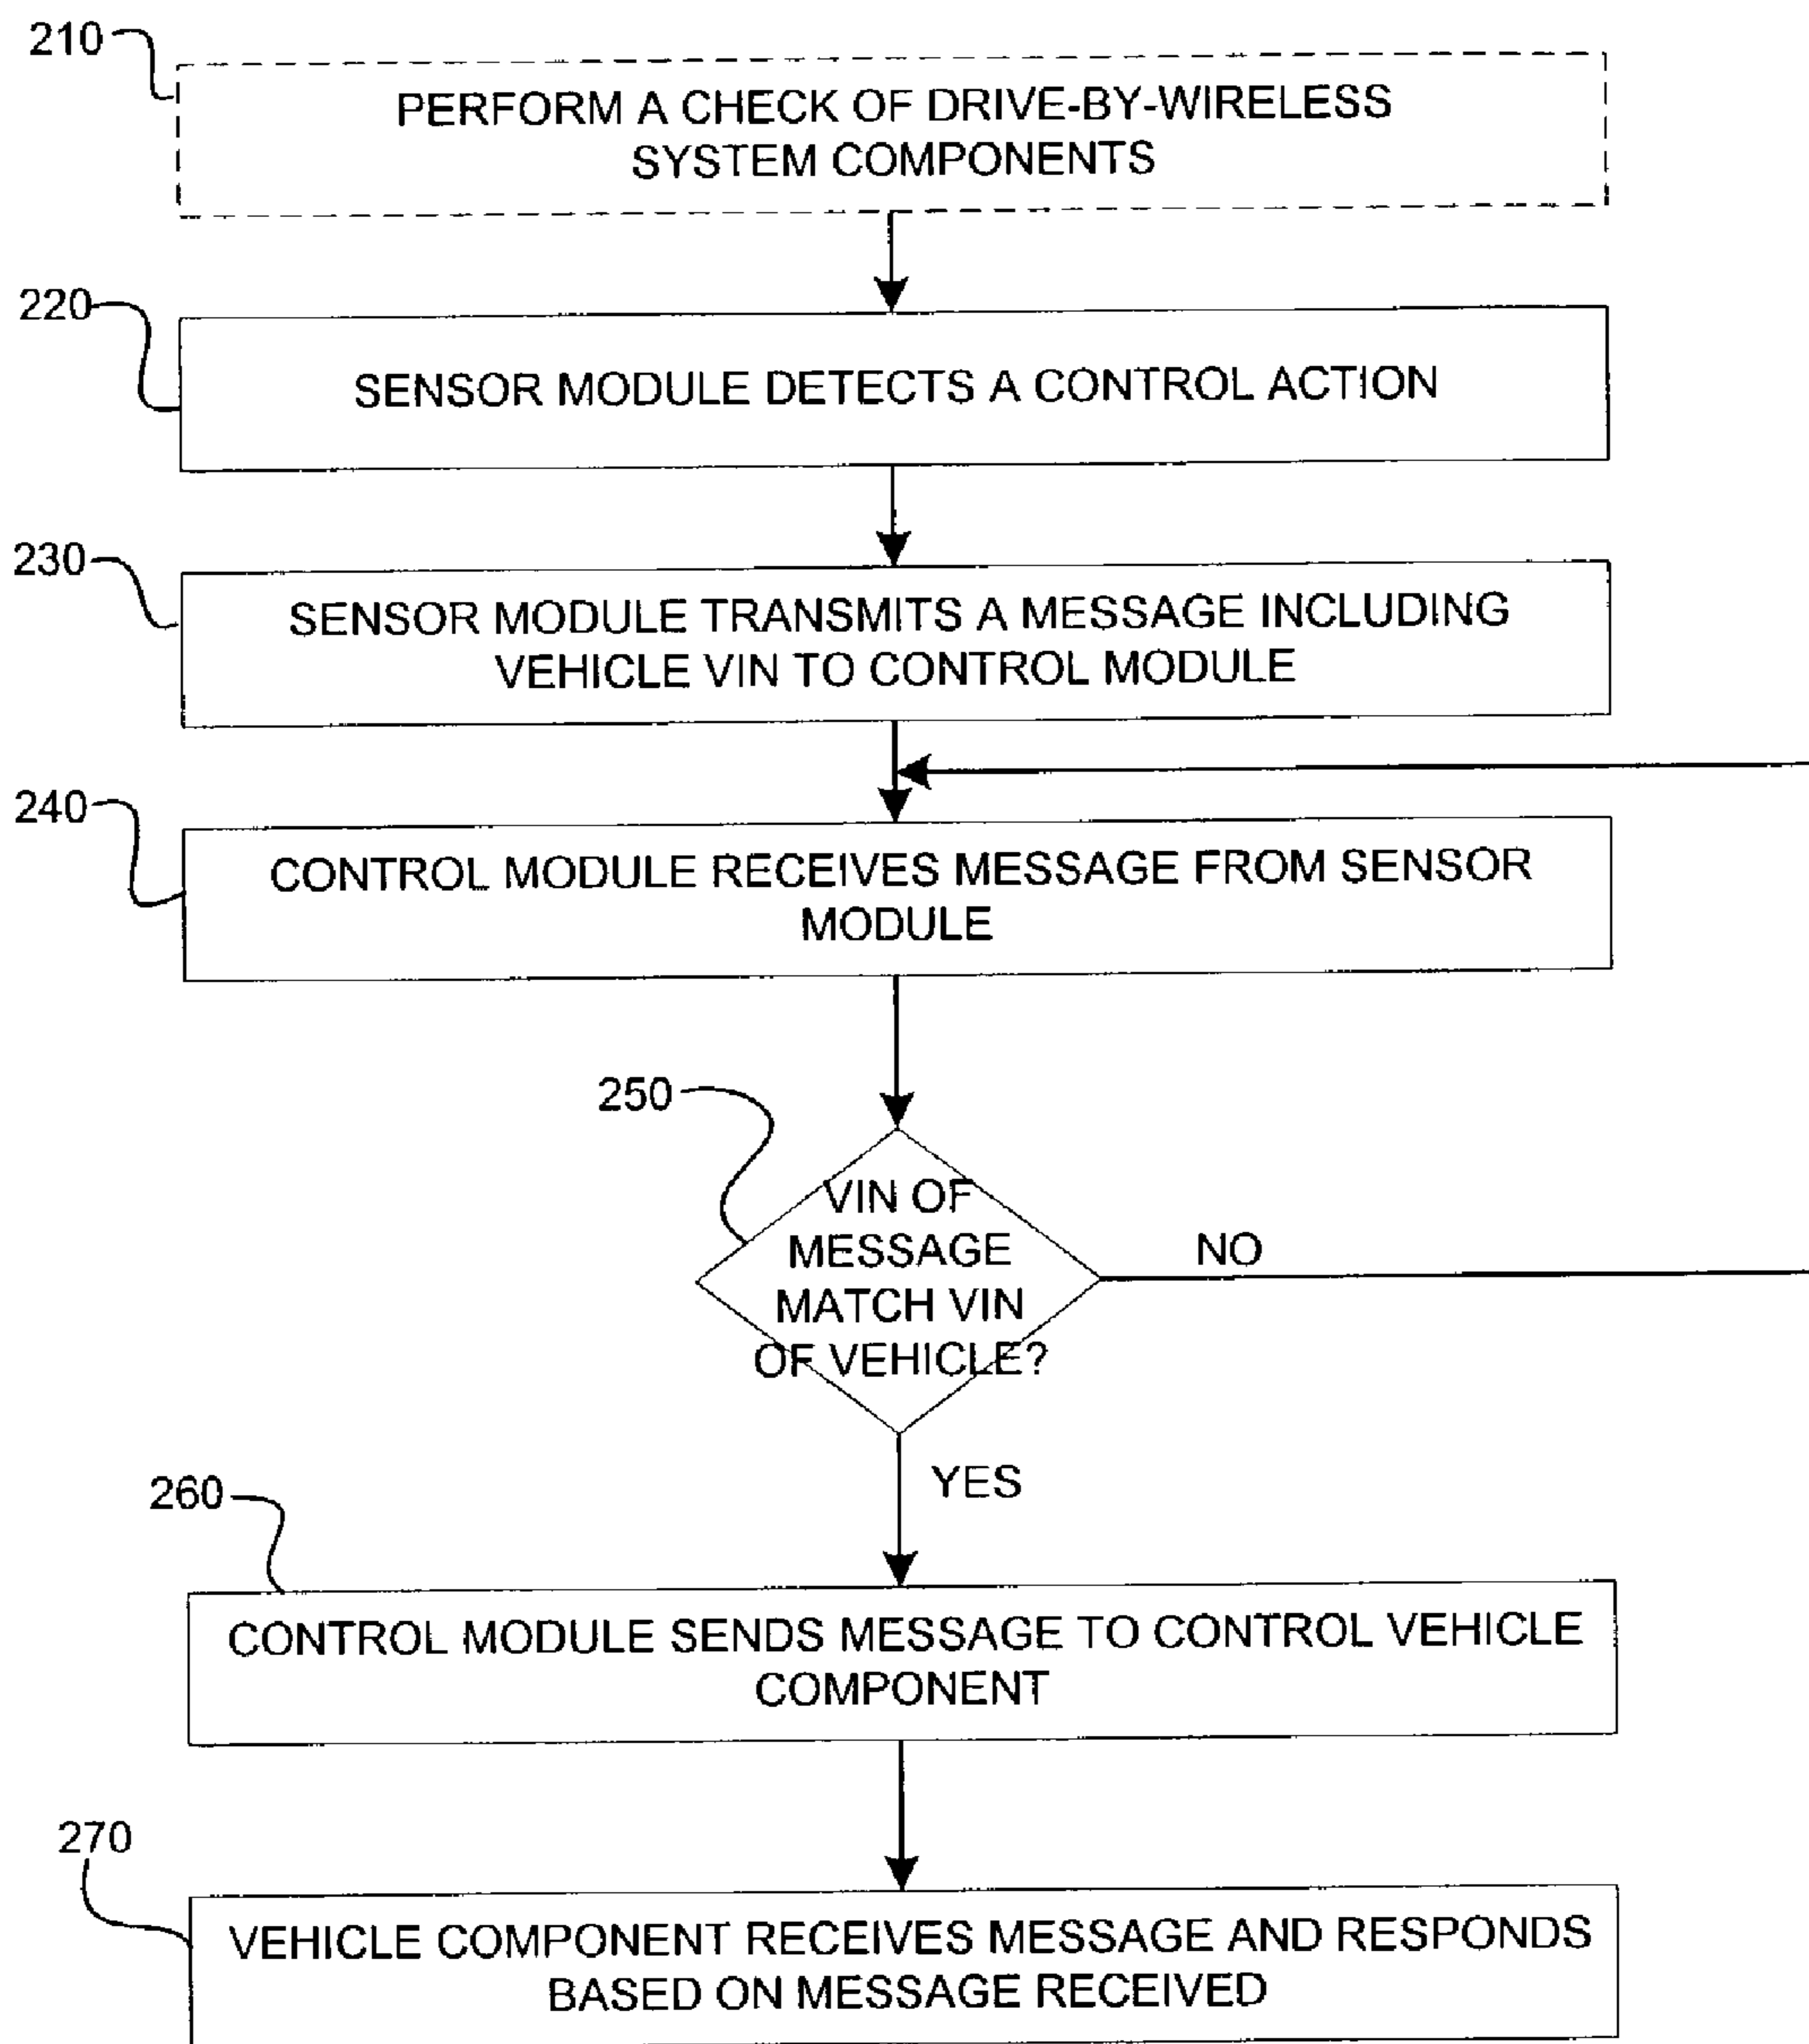 210
PERFORM A CHECK OF DRIVE-BY-WIRELESS
SYSTEM COMPONENTS
220
SENSOR MODULE DETECTS A CONTROL ACTION
230
SENSOR MODULE TRANSMITS A MESSAGE INCLUDING
VEHICLE VIN TO CONTROL MODULE
240
CONTROL MODULE RECEIVES MESSAGE FROM SENSOR
MODULE
250
VIN OF
MESSAGE
MATCH VIN
OF VEHICLE?
NO
YES
260
CONTROL MODULE SENDS MESSAGE TO CONTROL VEHICLE
COMPONENT
270
VEHICLE COMPONENT RECEIVES MESSAGE AND RESPONDS
BASED ON MESSAGE RECEIVED